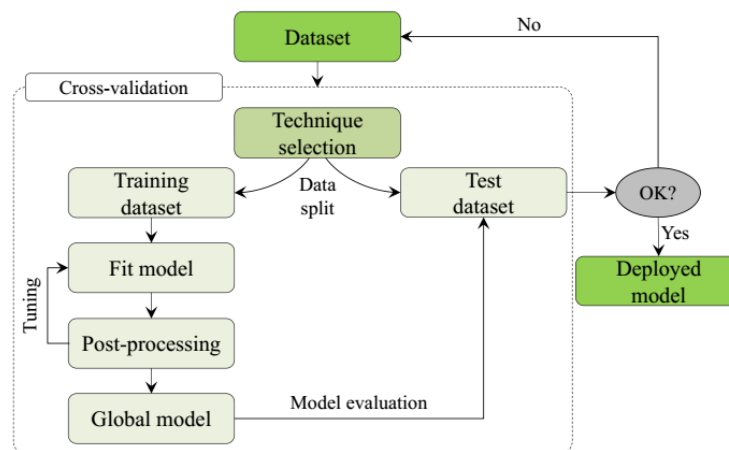 No
Dataset
Cross-validation
Technique
selection
Training
dataset
Data
split
Test
dataset
OK?
Yes
Fit model
Deployed
model
Tuning
Post-processing
Global model
Model evaluation